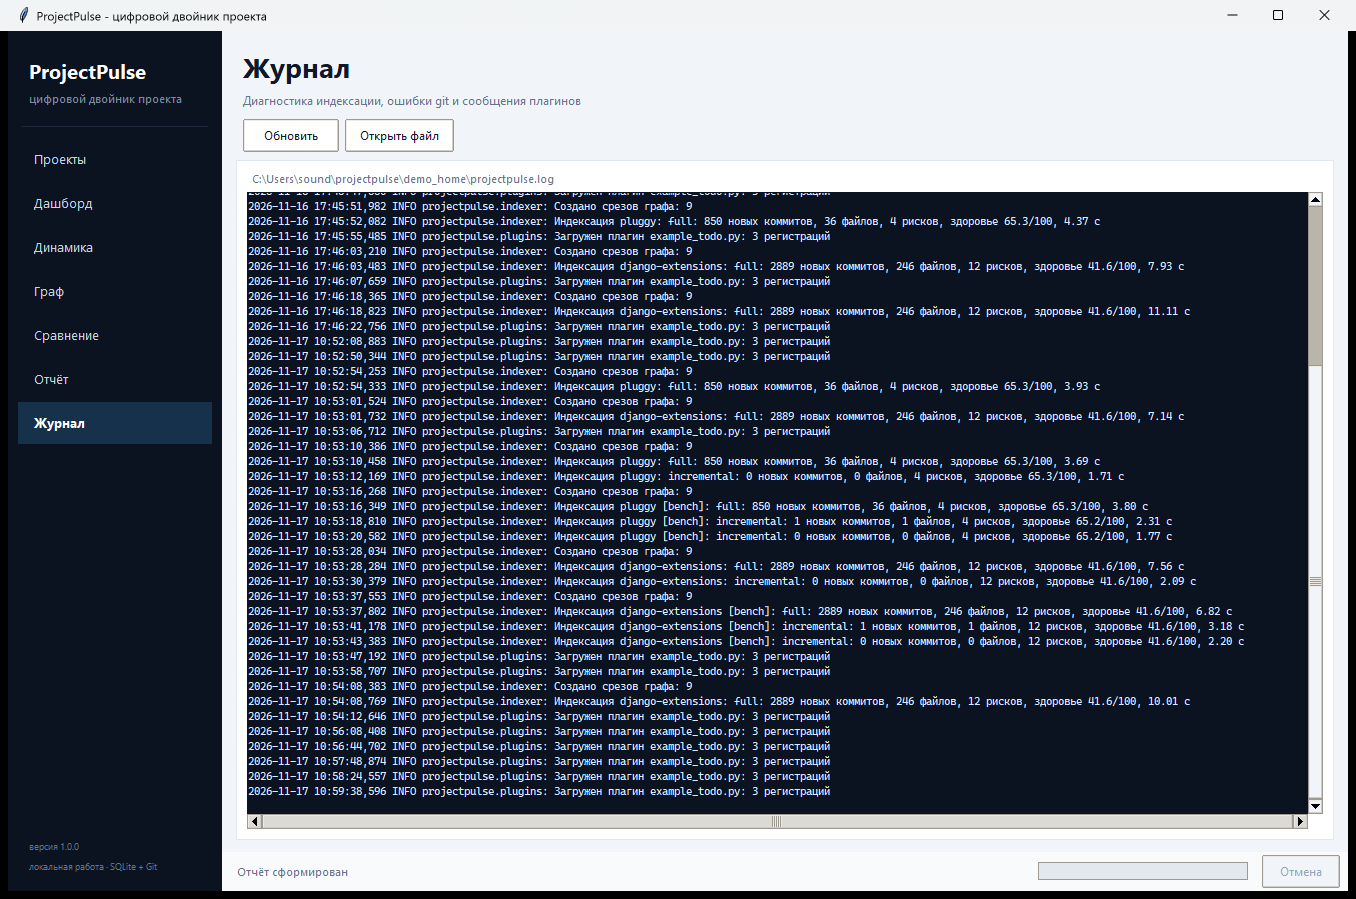 ProjectPulse - цифровой двойник проекта
ProjectPulse
цифровой двойник проекта
Проекты
Дашборд
Динамика
Граф
Сравнение
Отчёт
Журнал
версия 1.0.0
локальная работа · SQLite + Git
Журнал
Диагностика индексации, ошибки git и сообщения плагинов
Обновить
Открыть файл
C:\Users\sound\projectpulse\demo_home\projectpulse.log
INFO projectpulse.plugins: Загружен плагин example_todo.py: 3 регистраций
2026-11-16 17:45:51,982 INFO projectpulse.indexer: Создано срезов графа: 9
2026-11-16 17:45:52,082 INFO projectpulse.indexer: Индексация pluggy: full: 850 новых коммитов, 36 файлов, 4 рисков, здоровье 65.3/100, 4.37 с
2026-11-16 17:45:55,485 INFO projectpulse.plugins: Загружен плагин example_todo.py: 3 регистраций
2026-11-16 17:46:03,210 INFO projectpulse.indexer: Создано срезов графа: 9
2026-11-16 17:46:03,483 INFO projectpulse.indexer: Индексация django-extensions: full: 2889 новых коммитов, 246 файлов, 12 рисков, здоровье 41.6/100, 7.93 с
2026-11-16 17:46:07,659 INFO projectpulse.plugins: Загружен плагин example_todo.py: 3 регистраций
2026-11-16 17:46:18,365 INFO projectpulse.indexer: Создано срезов графа: 9
2026-11-16 17:46:18,823 INFO projectpulse.indexer: Индексация django-extensions: full: 2889 новых коммитов, 246 файлов, 12 рисков, здоровье 41.6/100, 11.11 с
2026-11-16 17:46:22,756 INFO projectpulse.plugins: Загружен плагин example_todo.py: 3 регистраций
2026-11-17 10:52:08,883 INFO projectpulse.plugins: Загружен плагин example_todo.py: 3 регистраций
2026-11-17 10:52:50,344 INFO projectpulse.plugins: Загружен плагин example_todo.py: 3 регистраций
2026-11-17 10:52:54,253 INFO projectpulse.indexer: Создано срезов графа: 9
2026-11-17 10:52:54,333 INFO projectpulse.indexer: Индексация pluggy: full: 850 новых коммитов, 36 файлов, 4 рисков, здоровье 65.3/100, 3.93 с
2026-11-17 10:53:01,524 INFO projectpulse.indexer: Создано срезов графа: 9
2026-11-17 10:53:01,732 INFO projectpulse.indexer: Индексация django-extensions: full: 2889 новых коммитов, 246 файлов, 12 рисков, здоровье 41.6/100, 7.14 с
2026-11-17 10:53:06,712 INFO projectpulse.plugins: Загружен плагин example_todo.py: 3 регистраций
2026-11-17 10:53:10,386 INFO projectpulse.indexer: Создано срезов графа: 9
2026-11-17 10:53:10,458 INFO projectpulse.indexer: Индексация pluggy: full: 850 новых коммитов, 36 файлов, 4 рисков, здоровье 65.3/100, 3.69 с
2026-11-17 10:53:12,169 INFO projectpulse.indexer: Индексация pluggy: incremental: 0 новых коммитов, 0 файлов, 4 рисков, здоровье 65.3/100, 1.71 с
2026-11-17 10:53:16,268 INFO projectpulse.indexer: Создано срезов графа: 9
2026-11-17 10:53:16,349 INFO projectpulse.indexer: Индексация pluggy [bench]: full: 850 новых коммитов, 36 файлов, 4 рисков, здоровье 65.3/100, 3.80 с
2026-11-17 10:53:18,810 INFO projectpulse.indexer: Индексация pluggy [bench]: incremental: 1 новых коммитов, 1 файлов, 4 рисков, здоровье 65.2/100, 2.31 с
2026-11-17 10:53:20,582 INFO projectpulse.indexer: Индексация pluggy [bench]: incremental: 0 новых коммитов, 0 файлов, 4 рисков, здоровье 65.2/100, 1.77 с
2026-11-17 10:53:28,034 INFO projectpulse.indexer: Создано срезов графа: 9
2026-11-17 10:53:28,284 INFO projectpulse.indexer: Индексация django-extensions: full: 2889 новых коммитов, 246 файлов, 12 рисков, здоровье 41.6/100, 7.56 с
2026-11-17 10:53:30,379 INFO projectpulse.indexer: Индексация django-extensions: incremental: 0 новых коммитов, 0 файлов, 12 рисков, здоровье 41.6/100, 2.09 с
2026-11-17 10:53:37,553 INFO projectpulse.indexer: Создано срезов графа: 9
2026-11-17 10:53:37,802 INFO projectpulse.indexer: Индексация django-extensions [bench]: full: 2889 новых коммитов, 246 файлов, 12 рисков, здоровье 41.6/100, 6.82 с
2026-11-17 10:53:41,178 INFO projectpulse.indexer: Индексация django-extensions [bench]: incremental: 1 новых коммитов, 1 файлов, 12 рисков, здоровье 41.6/100, 3.18 с
2026-11-17 10:53:43,383 INFO projectpulse.indexer: Индексация django-extensions [bench]: incremental: 0 новых коммитов, 0 файлов, 12 рисков, здоровье 41.6/100, 2.20 с
2026-11-17 10:53:47,192 INFO projectpulse.plugins: Загружен плагин example_todo.py: 3 регистраций
2026-11-17 10:53:58,707 INFO projectpulse.plugins: Загружен плагин example_todo.py: 3 регистраций
2026-11-17 10:54:08,383 INFO projectpulse.indexer: Создано срезов графа: 9
2026-11-17 10:54:08,769 INFO projectpulse.indexer: Индексация django-extensions: full: 2889 новых коммитов, 246 файлов, 12 рисков, здоровье 41.6/100, 10.01 с
2026-11-17 10:54:12,646 INFO projectpulse.plugins: Загружен плагин example_todo.py: 3 регистраций
2026-11-17 10:56:08,408 INFO projectpulse.plugins: Загружен плагин example_todo.py: 3 регистраций
2026-11-17 10:56:44,702 INFO projectpulse.plugins: Загружен плагин example_todo.py: 3 регистраций
2026-11-17 10:57:48,874 INFO projectpulse.plugins: Загружен плагин example_todo.py: 3 регистраций
2026-11-17 10:58:24,557 INFO projectpulse.plugins: Загружен плагин example_todo.py: 3 регистраций
2026-11-17 10:59:38,596 INFO projectpulse.plugins: Загружен плагин example_todo.py: 3 регистраций
Отчёт сформирован
Отмена